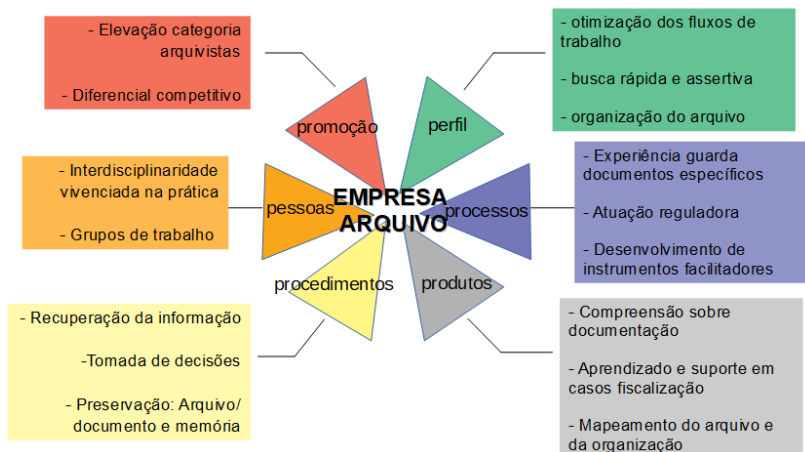 - Elevação categoria
arquivistas
- Diferencial competitivo
- otimização dos fluxos de
trabalho
- busca rápida e assertiva
- organização do arquivo
promoção
perfil
- Interdisciplinaridade
vivenciada na prática
- Grupos de trabalho
pessoas
EMPRESA
ARQUIVO
processos
- Experiência guarda
documentos específicos
- Atuação reguladora
- Desenvolvimento de
instrumentos facilitadores
procedimentos
produtos
- Recuperação da informação
-Tomada de decisões
- Preservação: Arquivo/
documento e memória
- Compreensão sobre
documentação
- Aprendizado e suporte em
casos fiscalização
- Mapeamento do arquivo e
da organização